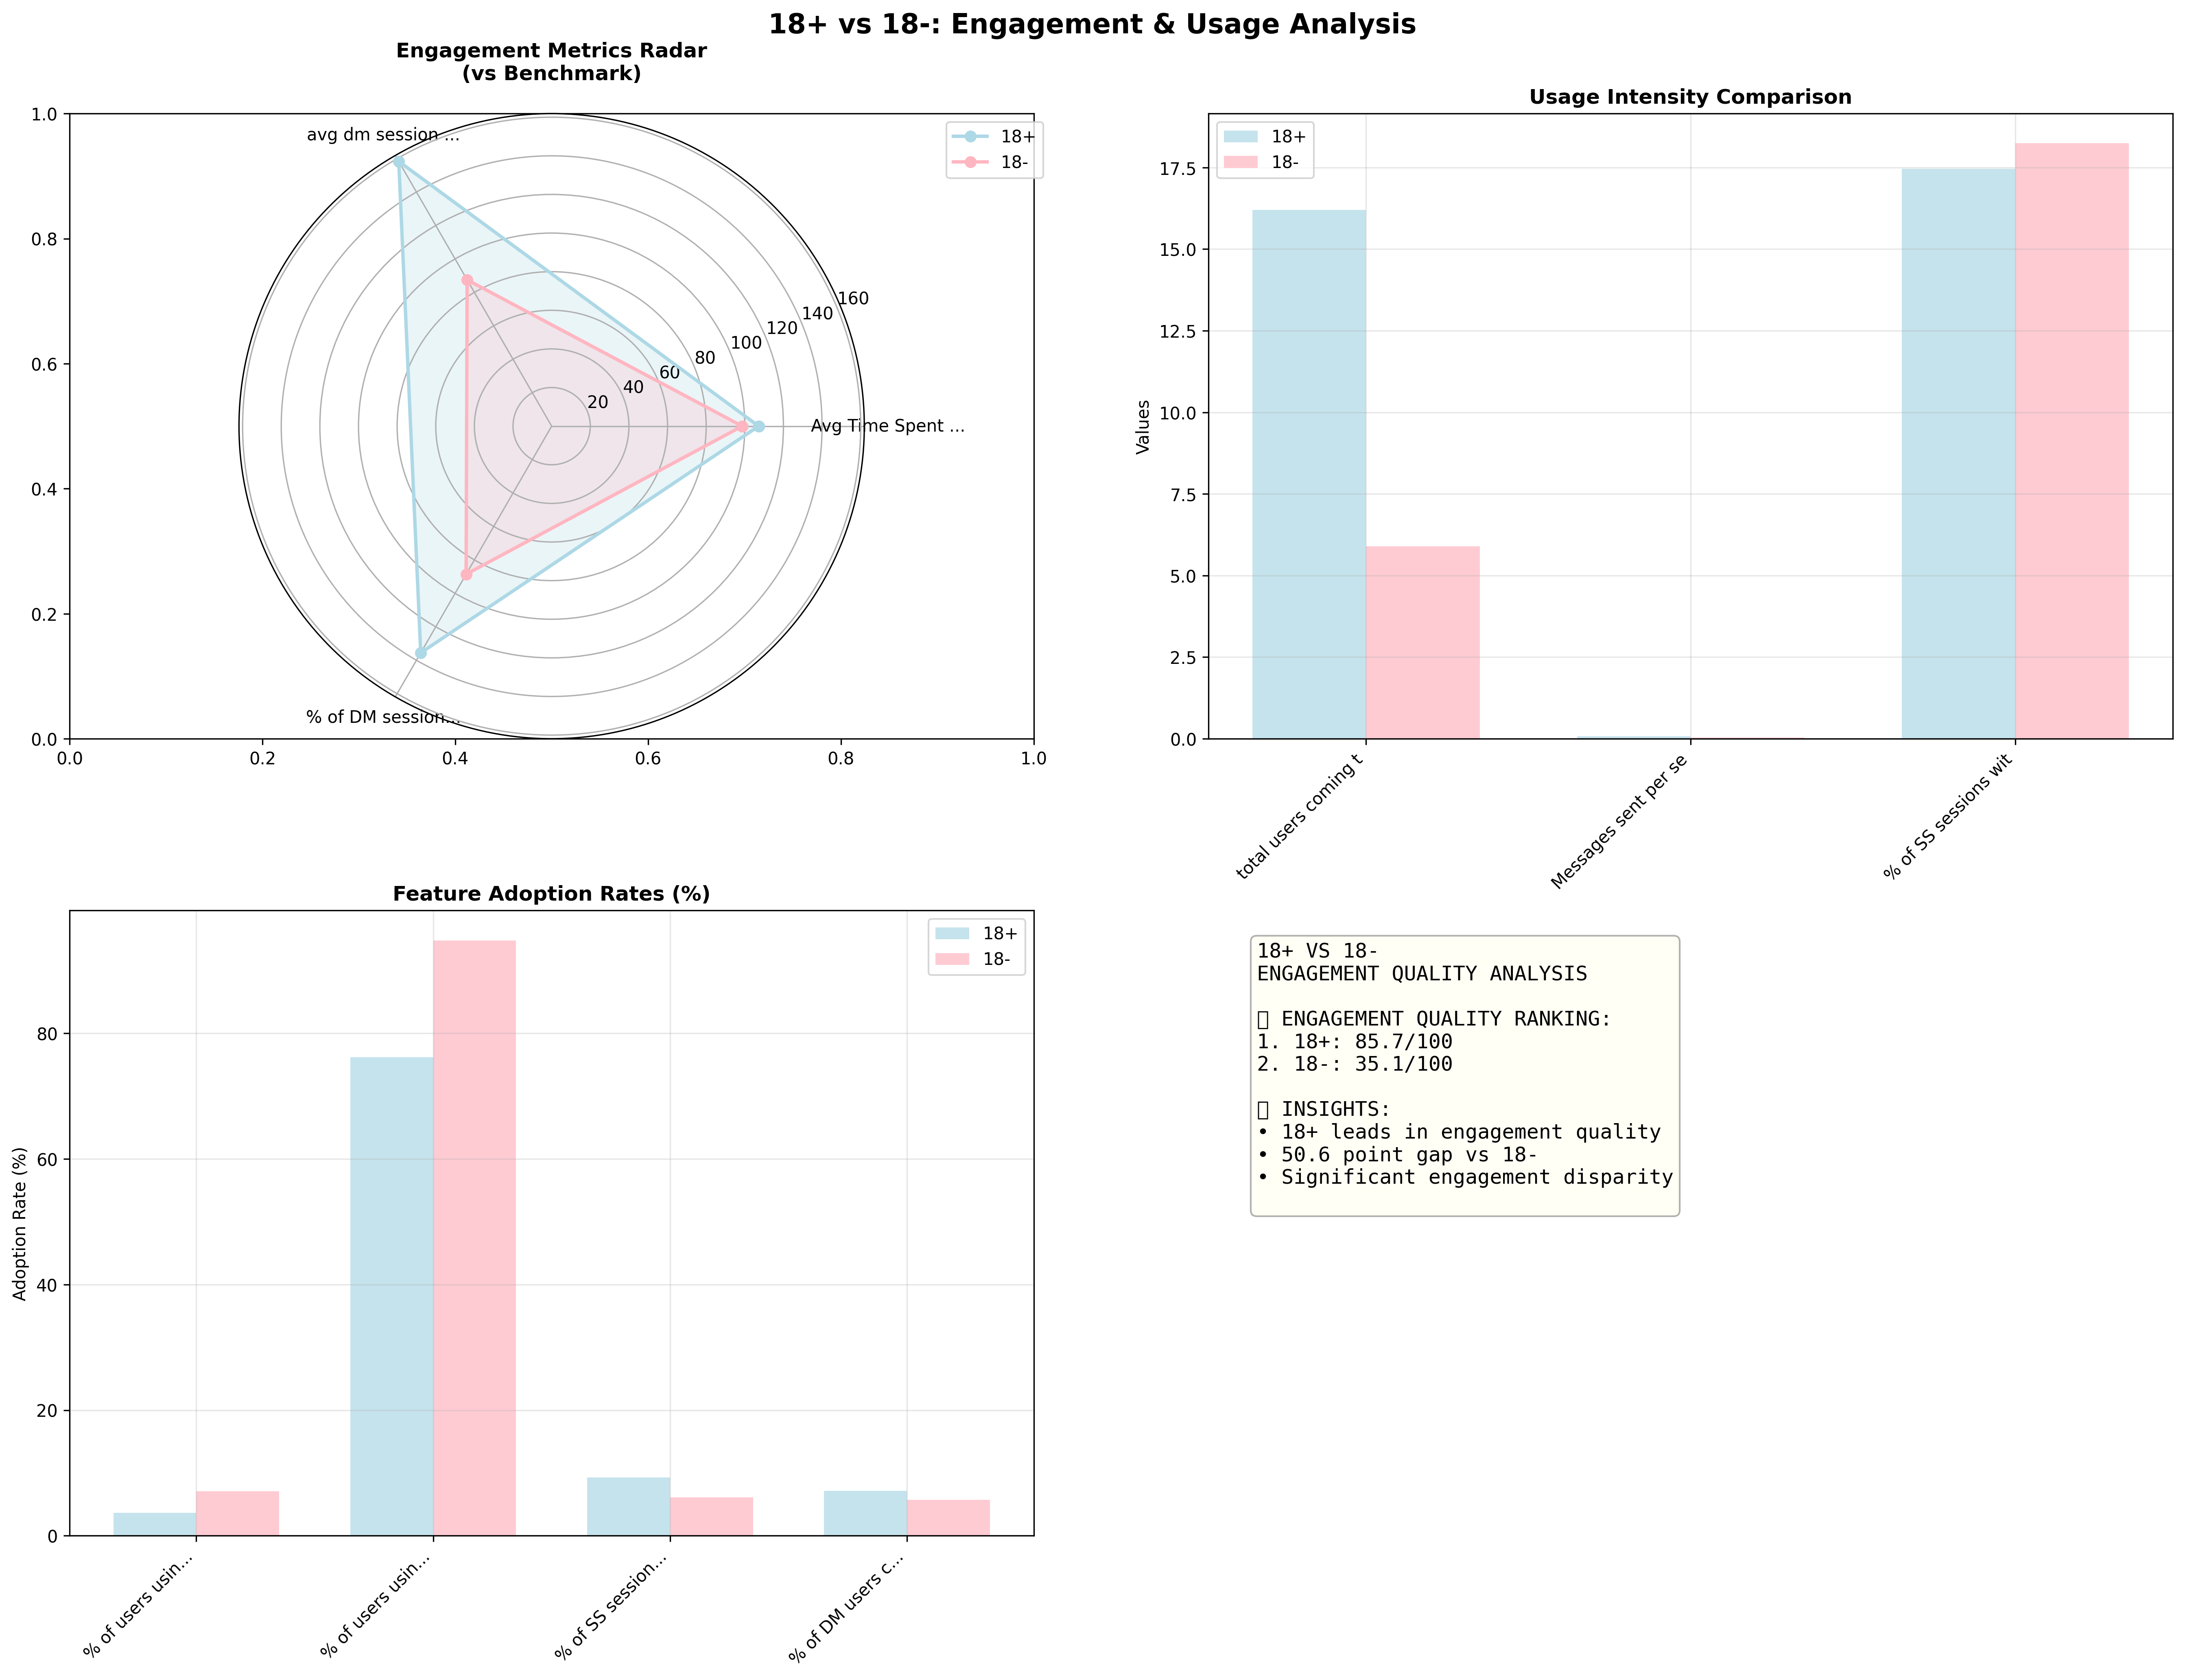 18+ vs 18-: Engagement & Usage Analysis
Engagement Metrics Radar
(vs Benchmark)
1.0
0.8
0.6
0.4
0.2
0.0
0.0
0.2
0.4
0.6
0.8
1.0
avg dm session ...
Avg Time Spent ...
% of DM session...
20
40
60
80
100
120
140
160
18+
18-
Usage Intensity Comparison
18+
18-
Values
17.5
15.0
12.5
10.0
7.5
5.0
2.5
0.0
total users coming t
Messages sent per se
% of SS sessions wit
Feature Adoption Rates (%)
18+
18-
Adoption Rate (%)
80
60
40
20
0
% of users usin...
% of users usin...
% of SS session...
% of DM users c...
18+ VS 18-
ENGAGEMENT QUALITY ANALYSIS
▯ ENGAGEMENT QUALITY RANKING:
1. 18+: 85.7/100
2. 18-: 35.1/100
▯ INSIGHTS:
• 18+ leads in engagement quality
• 50.6 point gap vs 18-
• Significant engagement disparity